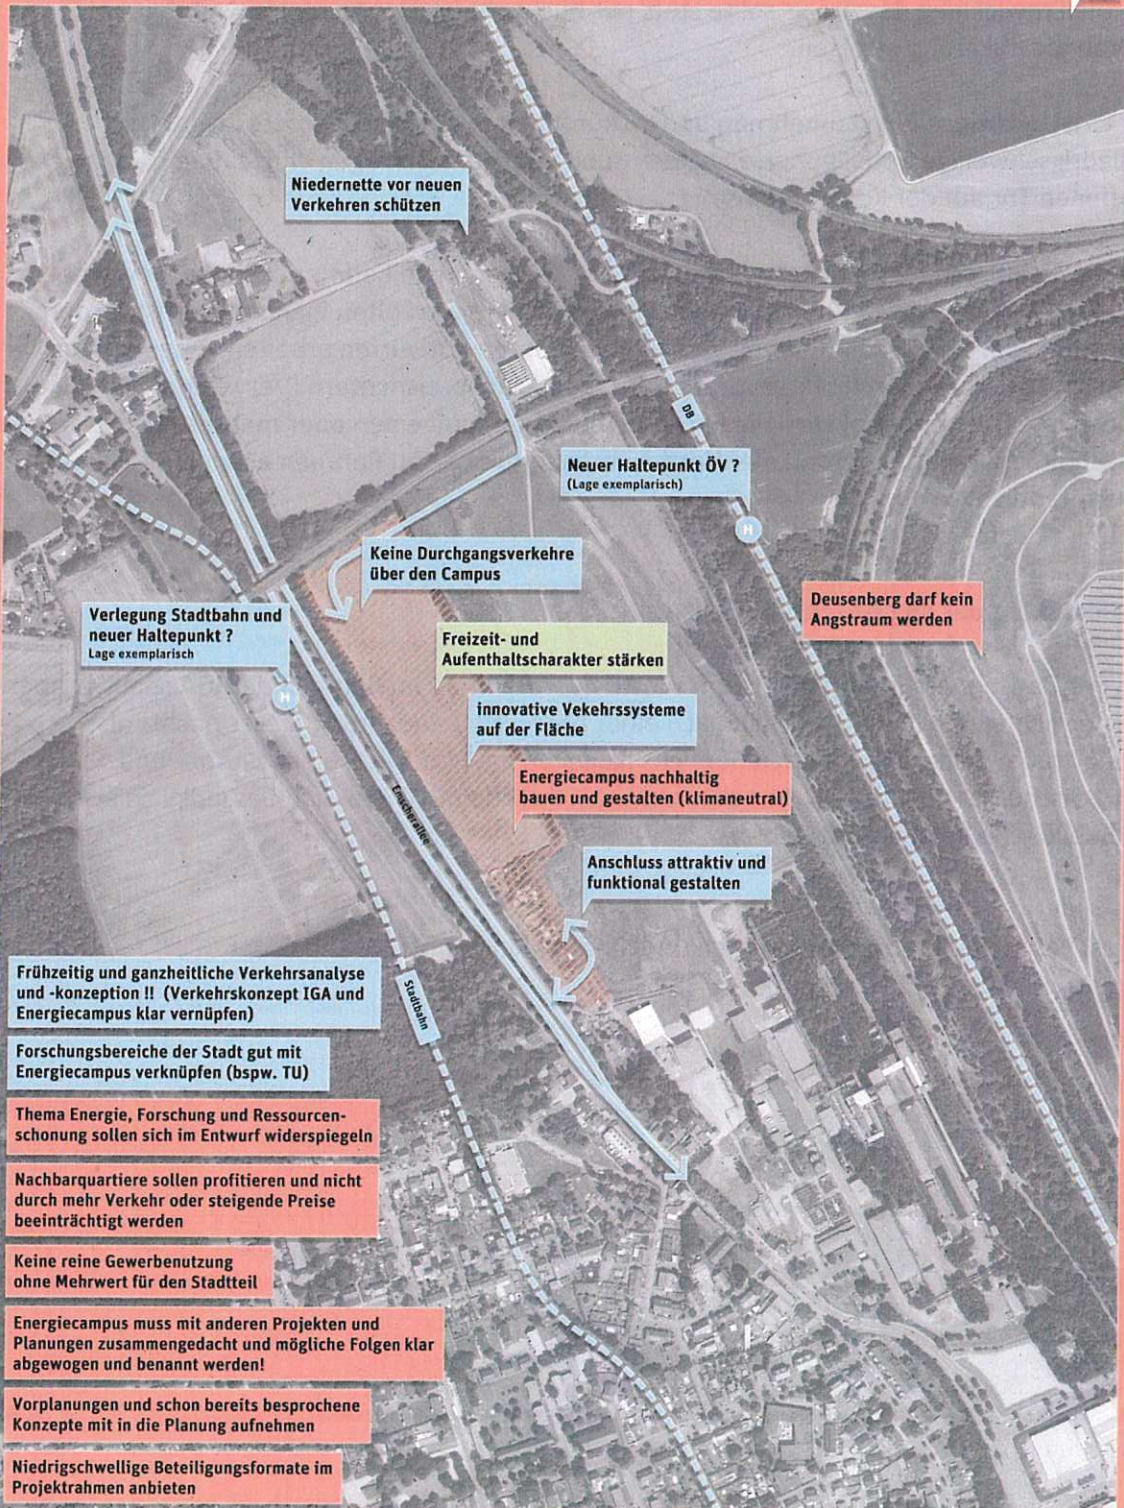 Niedernette vor neuen
Verkehren schützen
DB
Neuer Haltepunkt ÖV ?
(Lage exemplarisch)
H
Keine Durchgangsverkehre
über den Campus
Deusenberg darf kein
Angstraum werden
Verlegung Stadtbahn und
neuer Haltepunkt ?
Lage exemplarisch
H
Freizeit- und
Aufenthaltscharakter stärken
innovative Vekehrssysteme
auf der Fläche
Energiecampus nachhaltig
bauen und gestalten (klimaneutral)
Emscherallee
Anschluss attraktiv und
funktional gestalten
Stadtbahn
Frühzeitig und ganzheitliche Verkehrsanalyse
und -konzeption !! (Verkehrskonzept IGA und
Energiecampus klar vernüpfen)
Forschungsbereiche der Stadt gut mit
Energiecampus verknüpfen (bspw. TU)
Thema Energie, Forschung und Ressourcen-
schonung sollen sich im Entwurf widerspiegeln
Nachbarquartiere sollen profitieren und nicht
durch mehr Verkehr oder steigende Preise
beeinträchtigt werden
Keine reine Gewerbenutzung
ohne Mehrwert für den Stadtteil
Energiecampus muss mit anderen Projekten und
Planungen zusammengedacht und mögliche Folgen klar
abgewogen und benannt werden!
Vorplanungen und schon bereits besprochene
Konzepte mit in die Planung aufnehmen
Niedrigschwellige Beteiligungsformate im
Projektrahmen anbieten